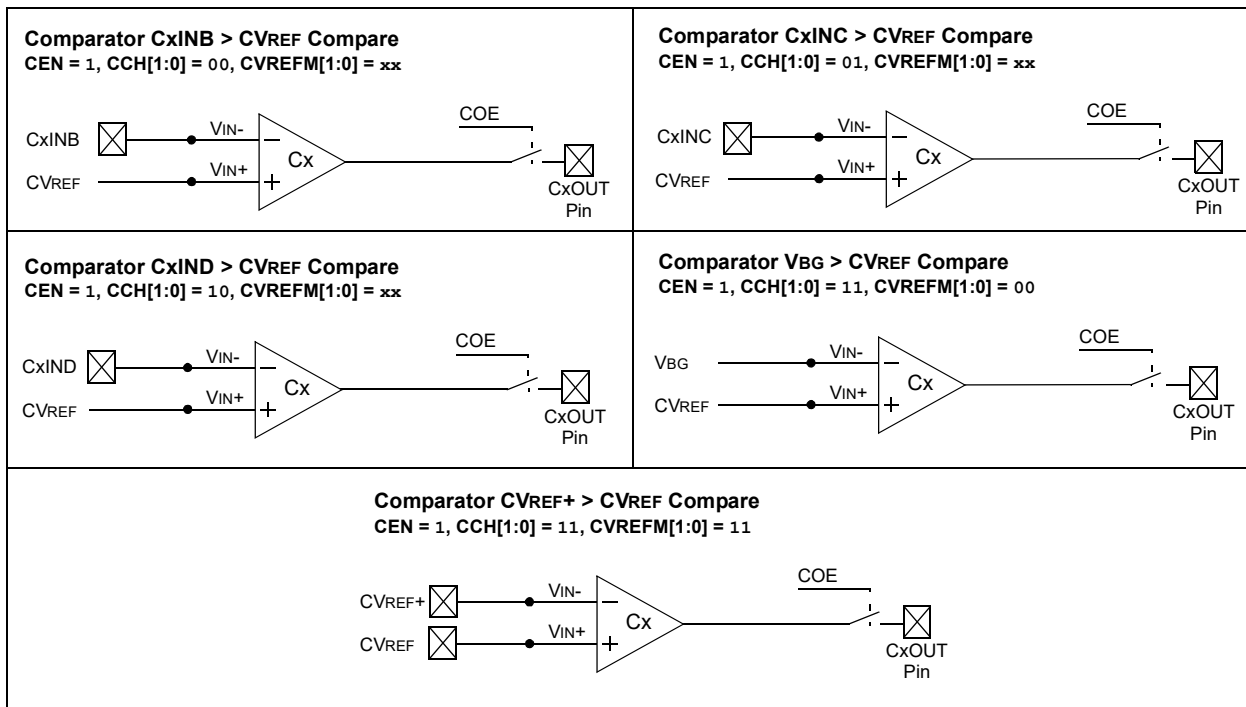 Comparator CxINB > CVREF Compare
CEN = 1, CCH[1:0] = 00, CVREFM[1:0] = xx
COE
CxINB
VIN-
Cx
CVREF
VIN+
CxOUT
Pin
Comparator CxINC > CVREF Compare
CEN = 1, CCH[1:0] = 01, CVREFM[1:0] = xx
COE
CxINC
VIN-
Cx
CVREF
VIN+
CxOUT
Pin
Comparator CxIND > CVREF Compare
CEN = 1, CCH[1:0] = 10, CVREFM[1:0] = xx
COE
CxIND
VIN-
Cx
CVREF
VIN+
CxOUT
Pin
Comparator VBG > CVREF Compare
CEN = 1, CCH[1:0] = 11, CVREFM[1:0] = 00
COE
VBG
VIN-
Cx
CVREF
VIN+
CxOUT
Pin
Comparator CVREF+ > CVREF Compare
CEN = 1, CCH[1:0] = 11, CVREFM[1:0] = 11
COE
CVREF+
VIN-
Cx
CVREF
VIN+
CxOUT
Pin